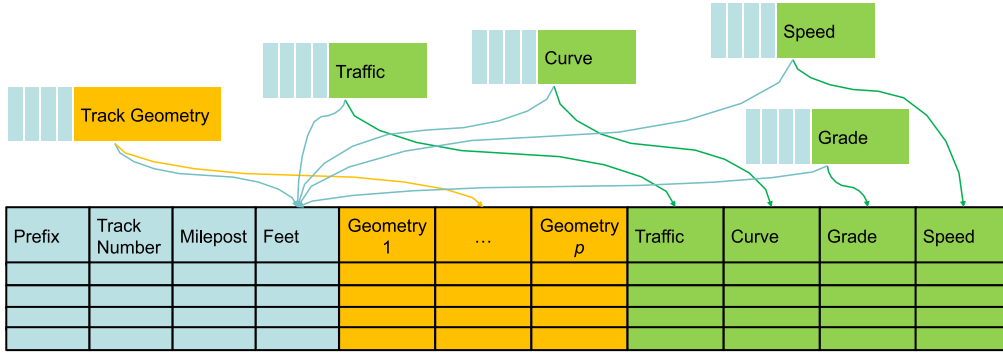 Speed
Traffic
Curve
Track Geometry
Grade
Prefix
Track
Number
Milepost
Feet
Geometry
1
…
Geometry
p
Traffic
Curve
Grade
Speed